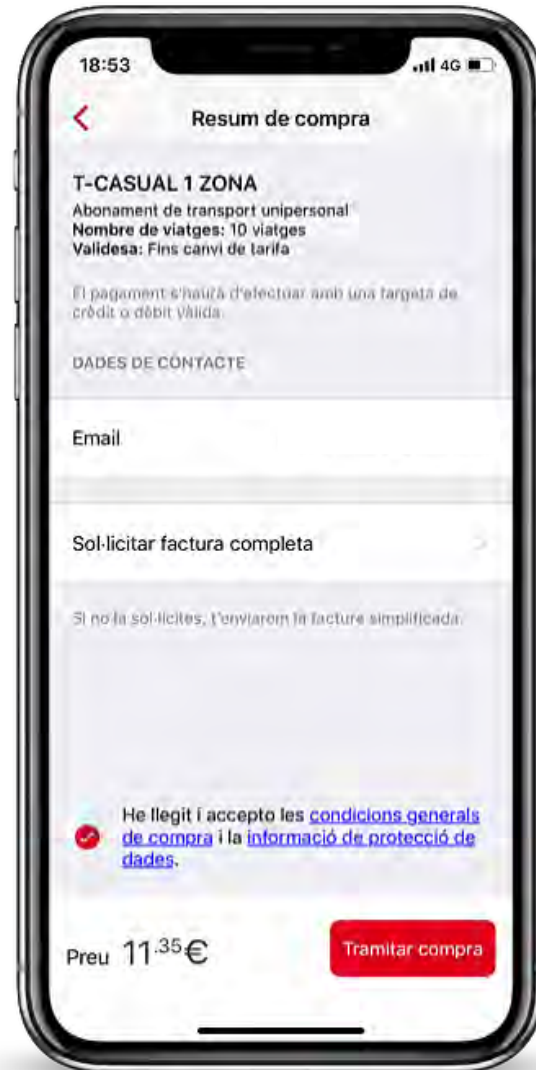 18:53
4G
Resum de compra
T-CASUAL 1 ZONA
Abonament de transport unipersonal
Nombre de viatges: 10 viatges
Validesa: Fins canvi de tarifa
El pagament s'haurà d'efectuar amb una targeta de
crèdit o dèbit vàlida.
DADES DE CONTACTE
Email
Sol·licitar factura completa
Si no la sol·licites, t'enviarem la facture simplificada.
He llegit i accepto les condicions generals
de compra i la informació de protecció de
dades.
Preu 11.35€
Tramitar compra